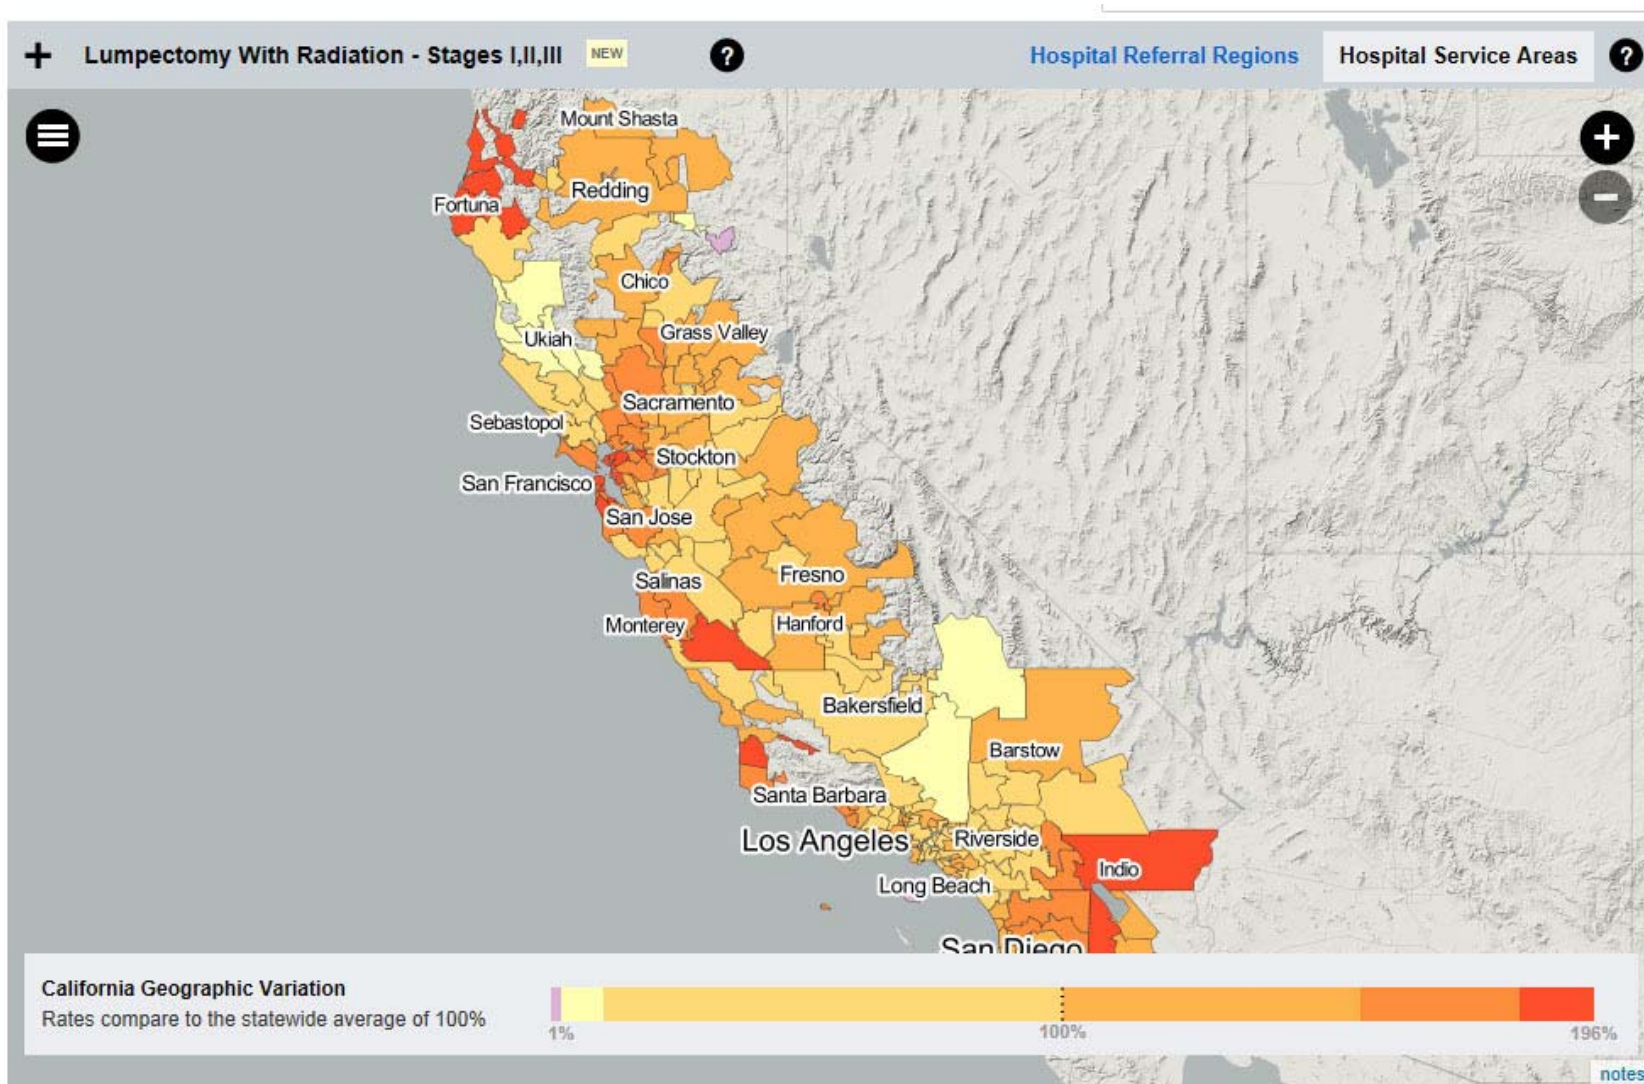 + Lumpectomy With Radiation - Stages I,II,III NEW ? Hospital Referral Regions Hospital Service Areas ?
Mount Shasta
+
Redding
−
Fortuna
Chico
Grass Valley
Ukiah
Sacramento
Sebastopol
Stockton
San Francisco
San Jose
Fresno
Salinas
Hanford
Monterey
Bakersfield
Barstow
Santa Barbara
Los Angeles
Riverside
Indio
Long Beach
San Diego
California Geographic Variation
Rates compare to the statewide average of 100%
1% 100% 196%
notes